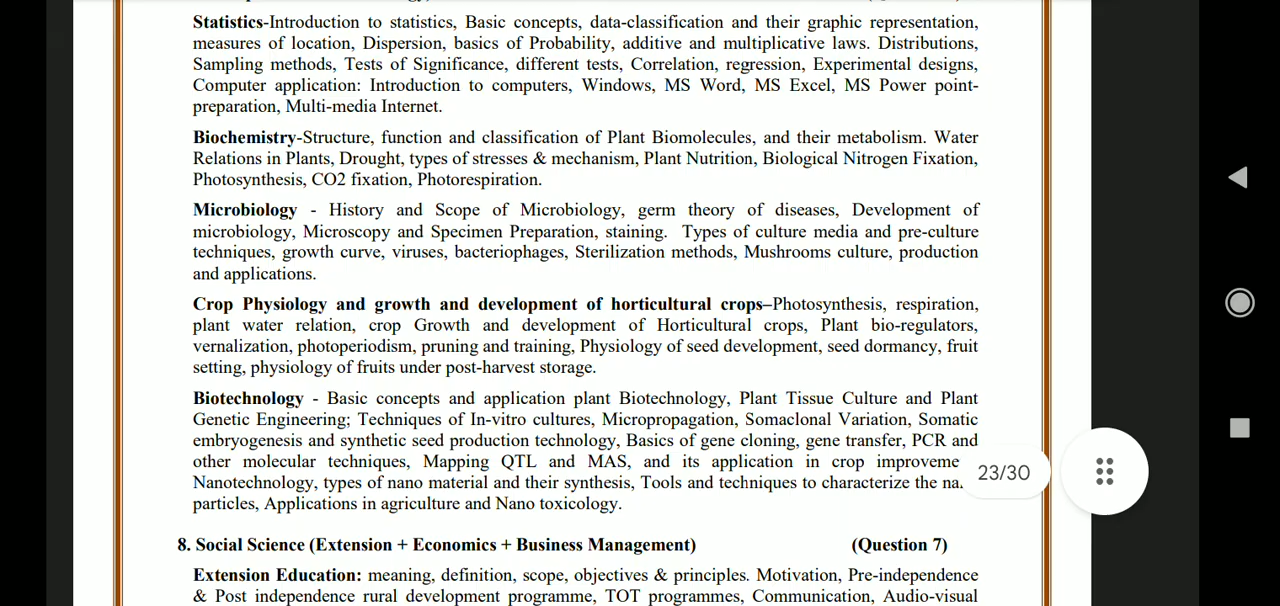 Statistics-Introduction to statistics, Basic concepts, data-classification and their graphic representation,
measures of location, Dispersion, basics of Probability, additive and multiplicative laws. Distributions,
Sampling methods, Tests of Significance, different tests, Correlation, regression, Experimental designs,
Computer application: Introduction to computers, Windows, MS Word, MS Excel, MS Power point-
preparation, Multi-media Internet.
Biochemistry-Structure, function and classification of Plant Biomolecules, and their metabolism. Water
Relations in Plants, Drought, types of stresses & mechanism, Plant Nutrition, Biological Nitrogen Fixation,
Photosynthesis, CO2 fixation, Photorespiration.
Microbiology - History and Scope of Microbiology, germ theory of diseases, Development of
microbiology, Microscopy and Specimen Preparation, staining. Types of culture media and pre-culture
techniques, growth curve, viruses, bacteriophages, Sterilization methods, Mushrooms culture, production
and applications.
Crop Physiology and growth and development of horticultural crops–Photosynthesis, respiration,
plant water relation, crop Growth and development of Horticultural crops, Plant bio-regulators,
vernalization, photoperiodism, pruning and training, Physiology of seed development, seed dormancy, fruit
setting, physiology of fruits under post-harvest storage.
Biotechnology - Basic concepts and application plant Biotechnology, Plant Tissue Culture and Plant
Genetic Engineering; Techniques of In-vitro cultures, Micropropagation, Somaclonal Variation, Somatic
embryogenesis and synthetic seed production technology, Basics of gene cloning, gene transfer, PCR and
other molecular techniques, Mapping QTL and MAS, and its application in crop improveme
Nanotechnology, types of nano material and their synthesis, Tools and techniques to characterize the na
23/30
particles, Applications in agriculture and Nano toxicology.
8. Social Science (Extension + Economics + Business Management) (Question 7)
Extension Education: meaning, definition, scope, objectives & principles. Motivation, Pre-independence
& Post independence rural development programme, TOT programmes, Communication, Audio-visual